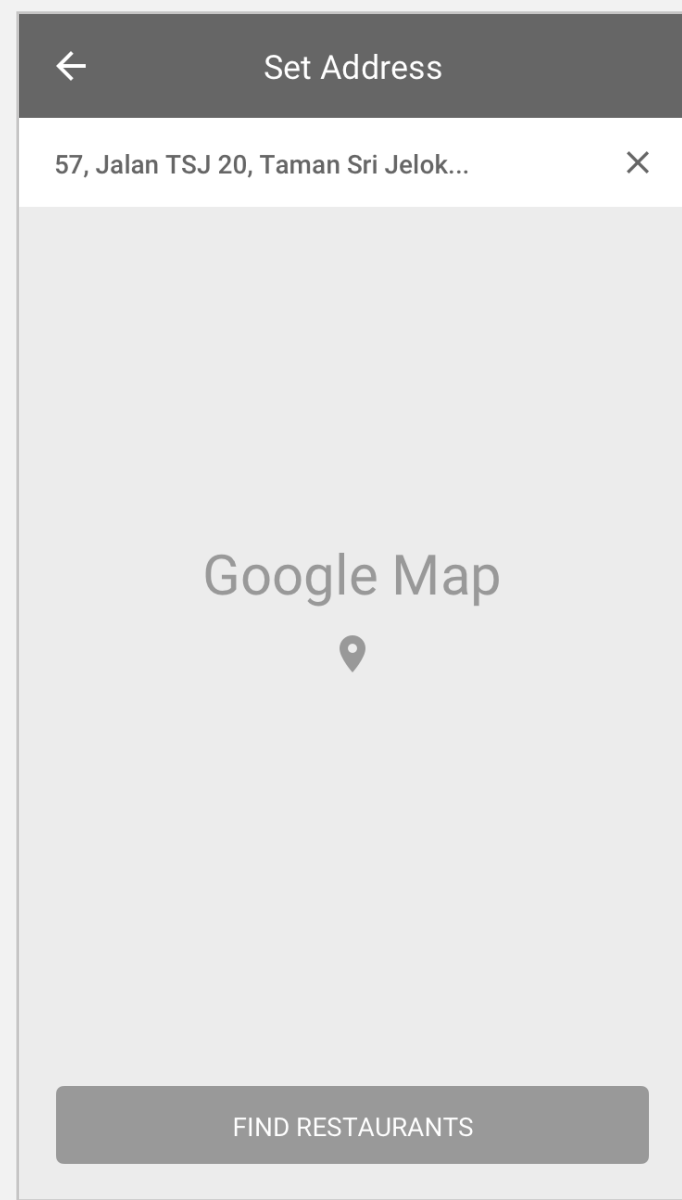 Set Address
57, Jalan TSJ 20, Taman Sri Jelok...
Google Map
FIND RESTAURANTS